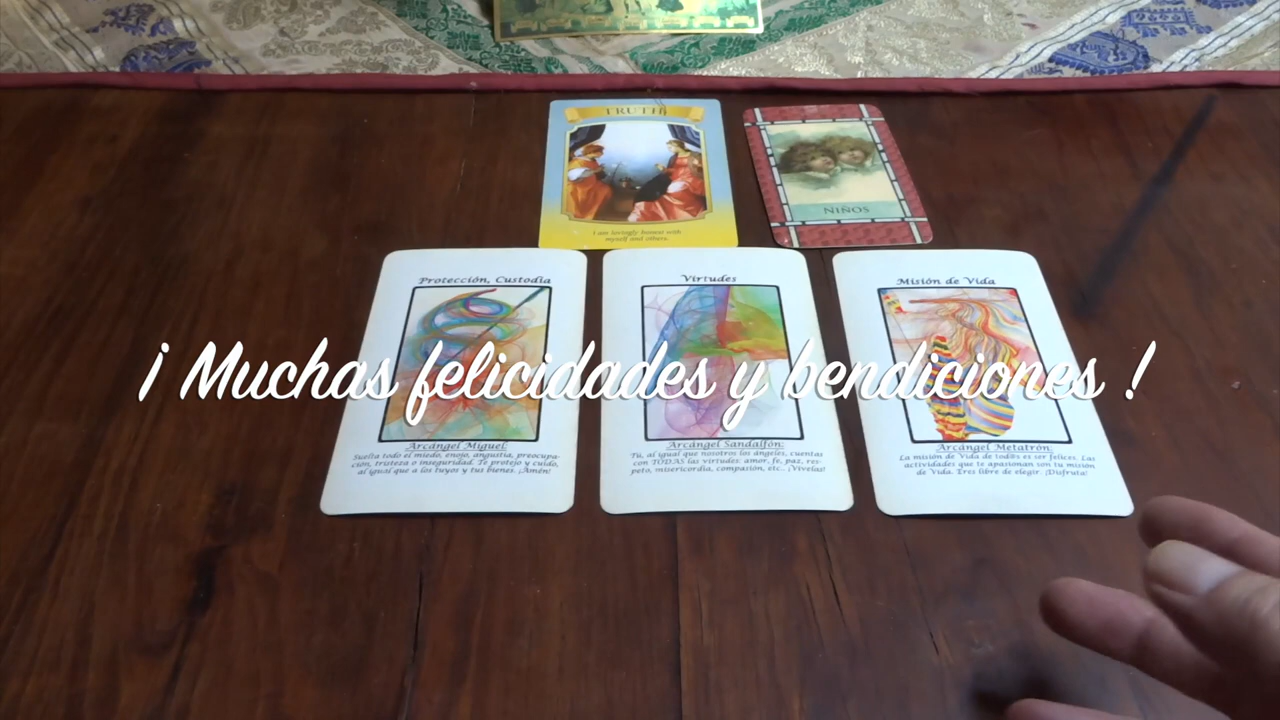 TRUTH
I am lovingly honest with
myself and others.
NIÑOS
Protección, Custodia
Arcángel Miguel:
Suelta todo el miedo, enojo, angustia, preocupa-
ción, tristeza o inseguridad. Te protejo y cuido,
al igual que a los tuyos y tus bienes. ¡Amén!
Virtudes
Arcángel Sandalfón:
Tú, al igual que nosotros los ángeles, cuentas
con TODAS las virtudes: amor, fe, paz, res-
peto, misericordia, compasión, etc.. ¡Vívelas!
Misión de Vida
Arcángel Metatrón:
La misión de Vida de tod@s es ser felices. Las
actividades que te apasionan son tu misión
de Vida. Eres libre de elegir. ¡Disfruta!
¡ Muchas felicidades y bendiciones !